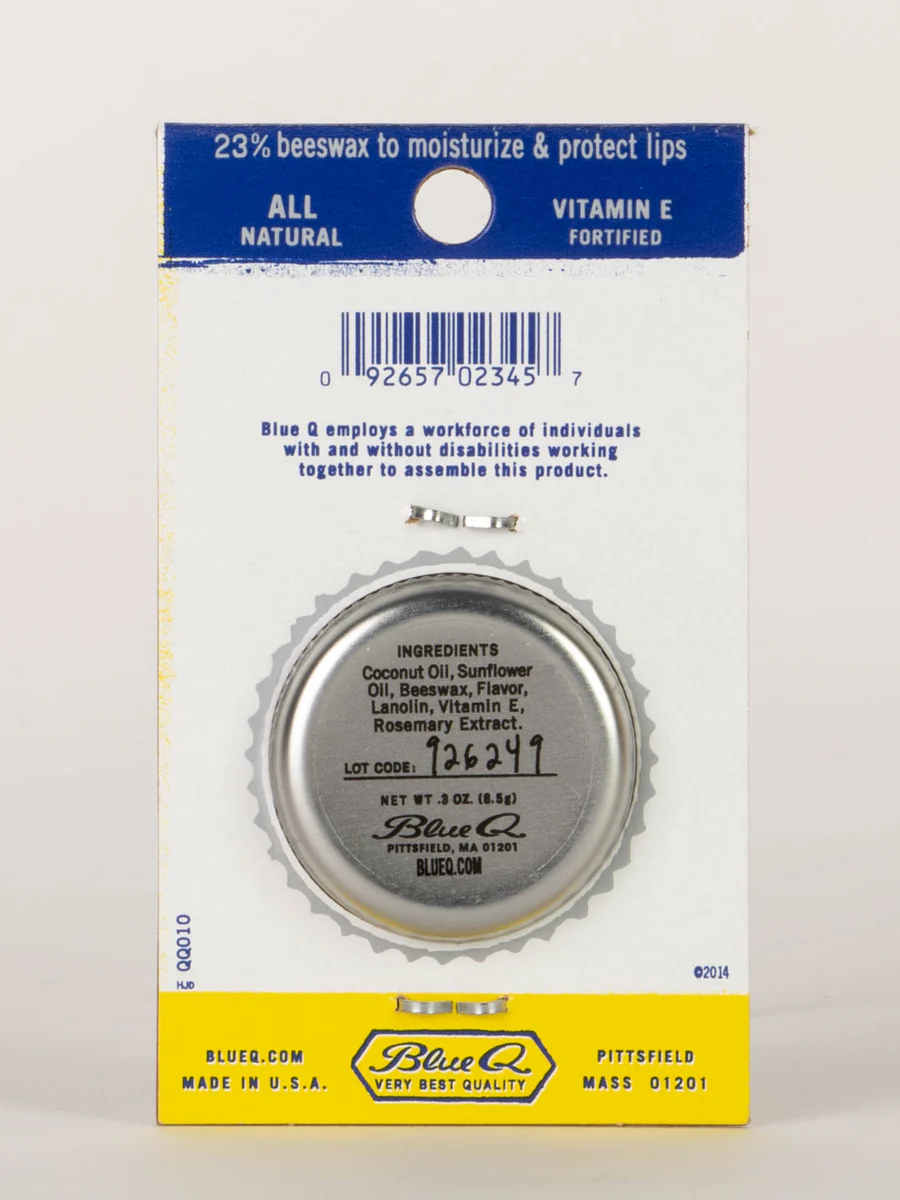 23% beeswax to moisturize & protect lips
ALL
NATURAL
VITAMIN E
FORTIFIED
0 92657 02345 7
Blue Q employs a workforce of individuals
with and without disabilities working
together to assemble this product.
INGREDIENTS
Coconut Oil, Sunflower
Oil, Beeswax, Flavor,
Lanolin, Vitamin E,
Rosemary Extract.
LOT CODE: 926249
NET WT .3 OZ. (8.5g)
Blue Q
PITTSFIELD, MA 01201
BLUEQ.COM
QQ010
HJD
©2014
BLUEQ.COM
MADE IN U.S.A.
Blue Q
VERY BEST QUALITY
PITTSFIELD
MASS 01201